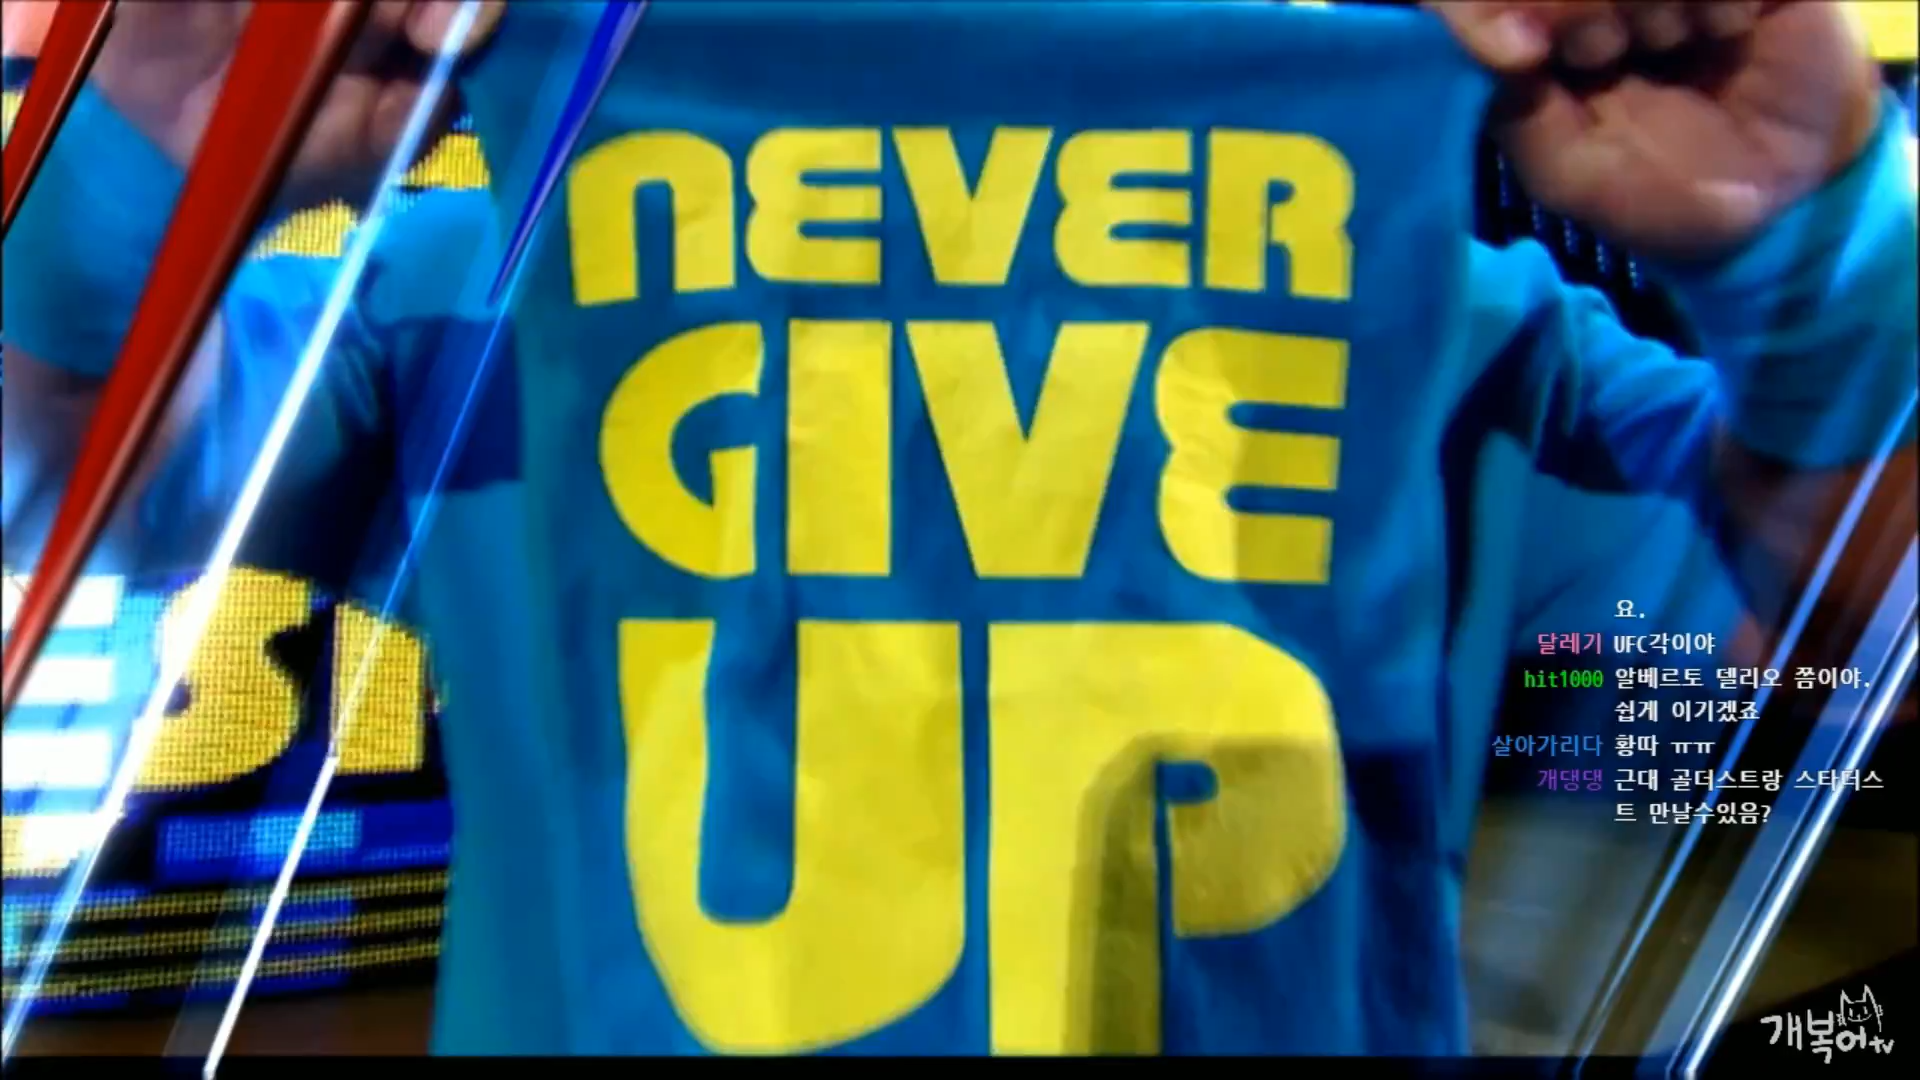 NEVER
GIVE
UP
요.
달레기 UFC각이야
hit1000 알베르토 델리오 쯤이야.
쉽게 이기겠죠
살아가리다 황따 ㅠㅠ
개댕댕 근대 골더스트랑 스타더스
트 만날수있음?
개복어tv